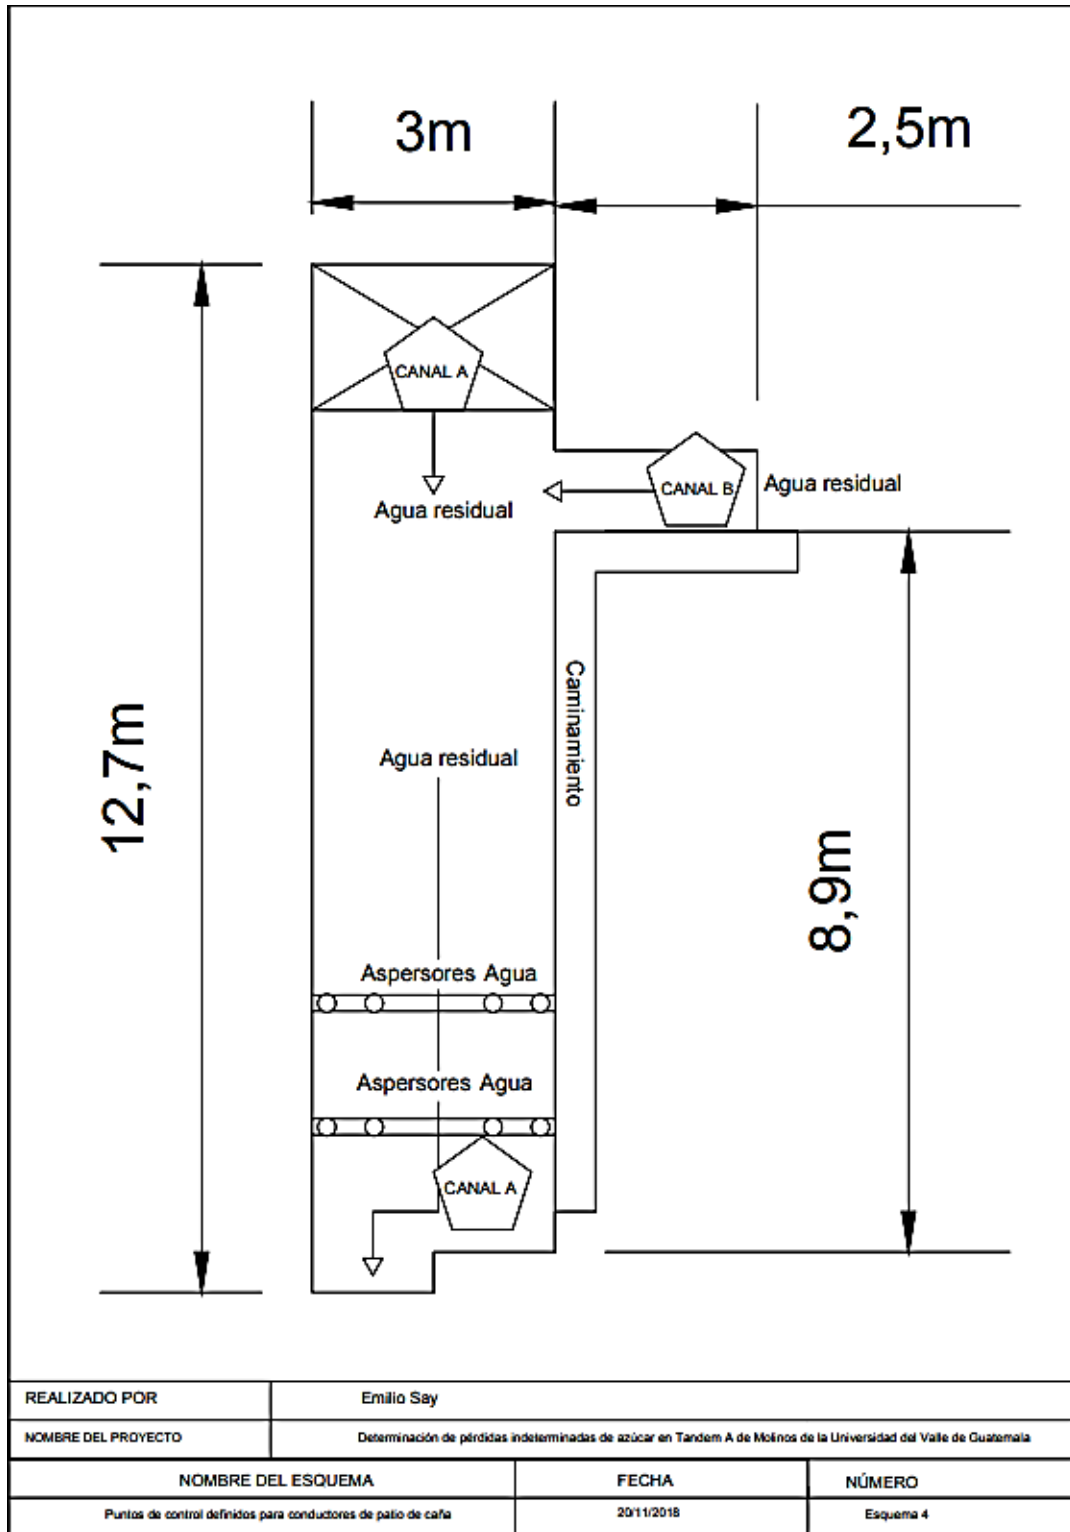 3m
2,5m
CANAL A
CANAL B
Agua residual
Agua residual
12,7m
Caminamiento
Agua residual
8,9m
Aspersores Agua
Aspersores Agua
CANAL A
REALIZADO POR
Emilio Say
NOMBRE DEL PROYECTO
Determinación de pérdidas indeterminadas de azúcar en Tandem A de Molinos de la Universidad del Valle de Guatemala
NOMBRE DEL ESQUEMA
FECHA
NÚMERO
Puntos de control definidos para conductores de patio de caña
20/11/2018
Esquema 4